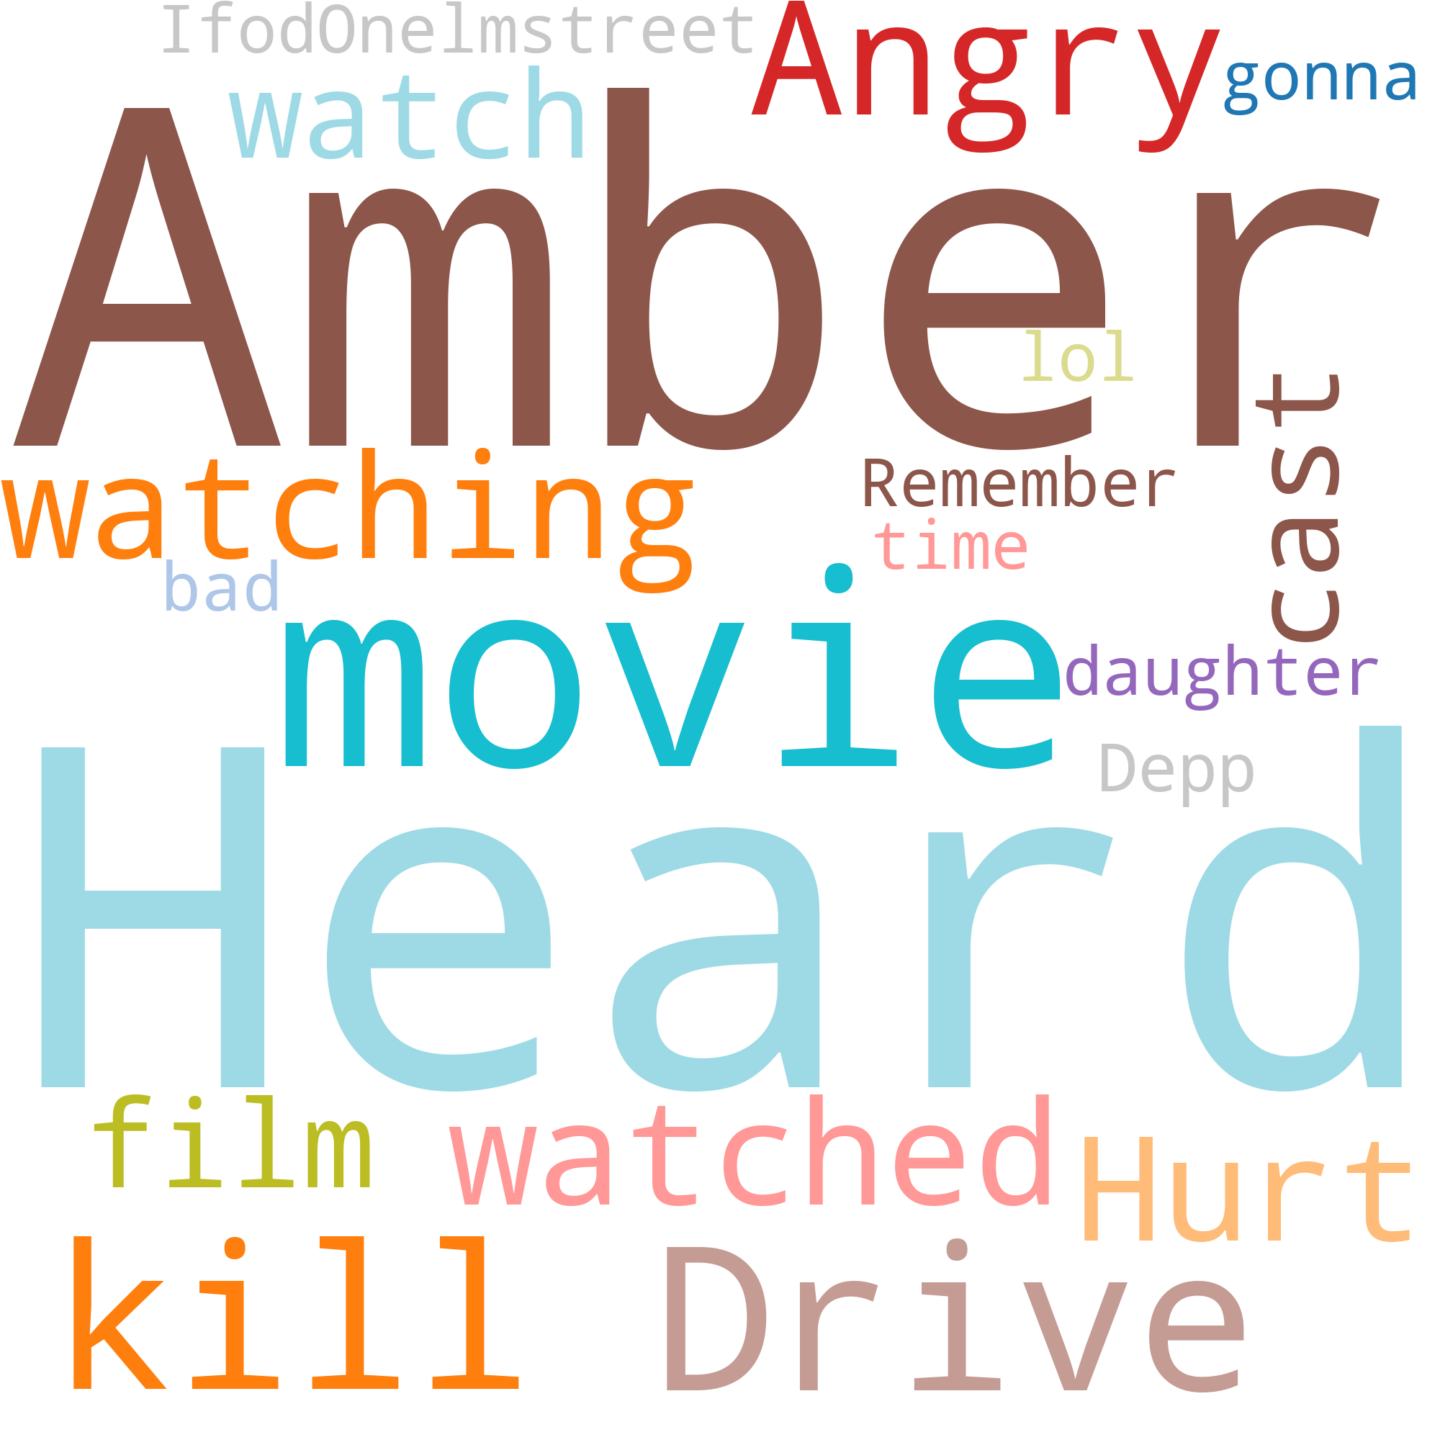 IfodOnelmstreet
Angry
gonna
watch
Amber
lol
cast
watching
Remember
time
bad
movie
daughter
Depp
Heard
film
watched
Hurt
kill
Drive